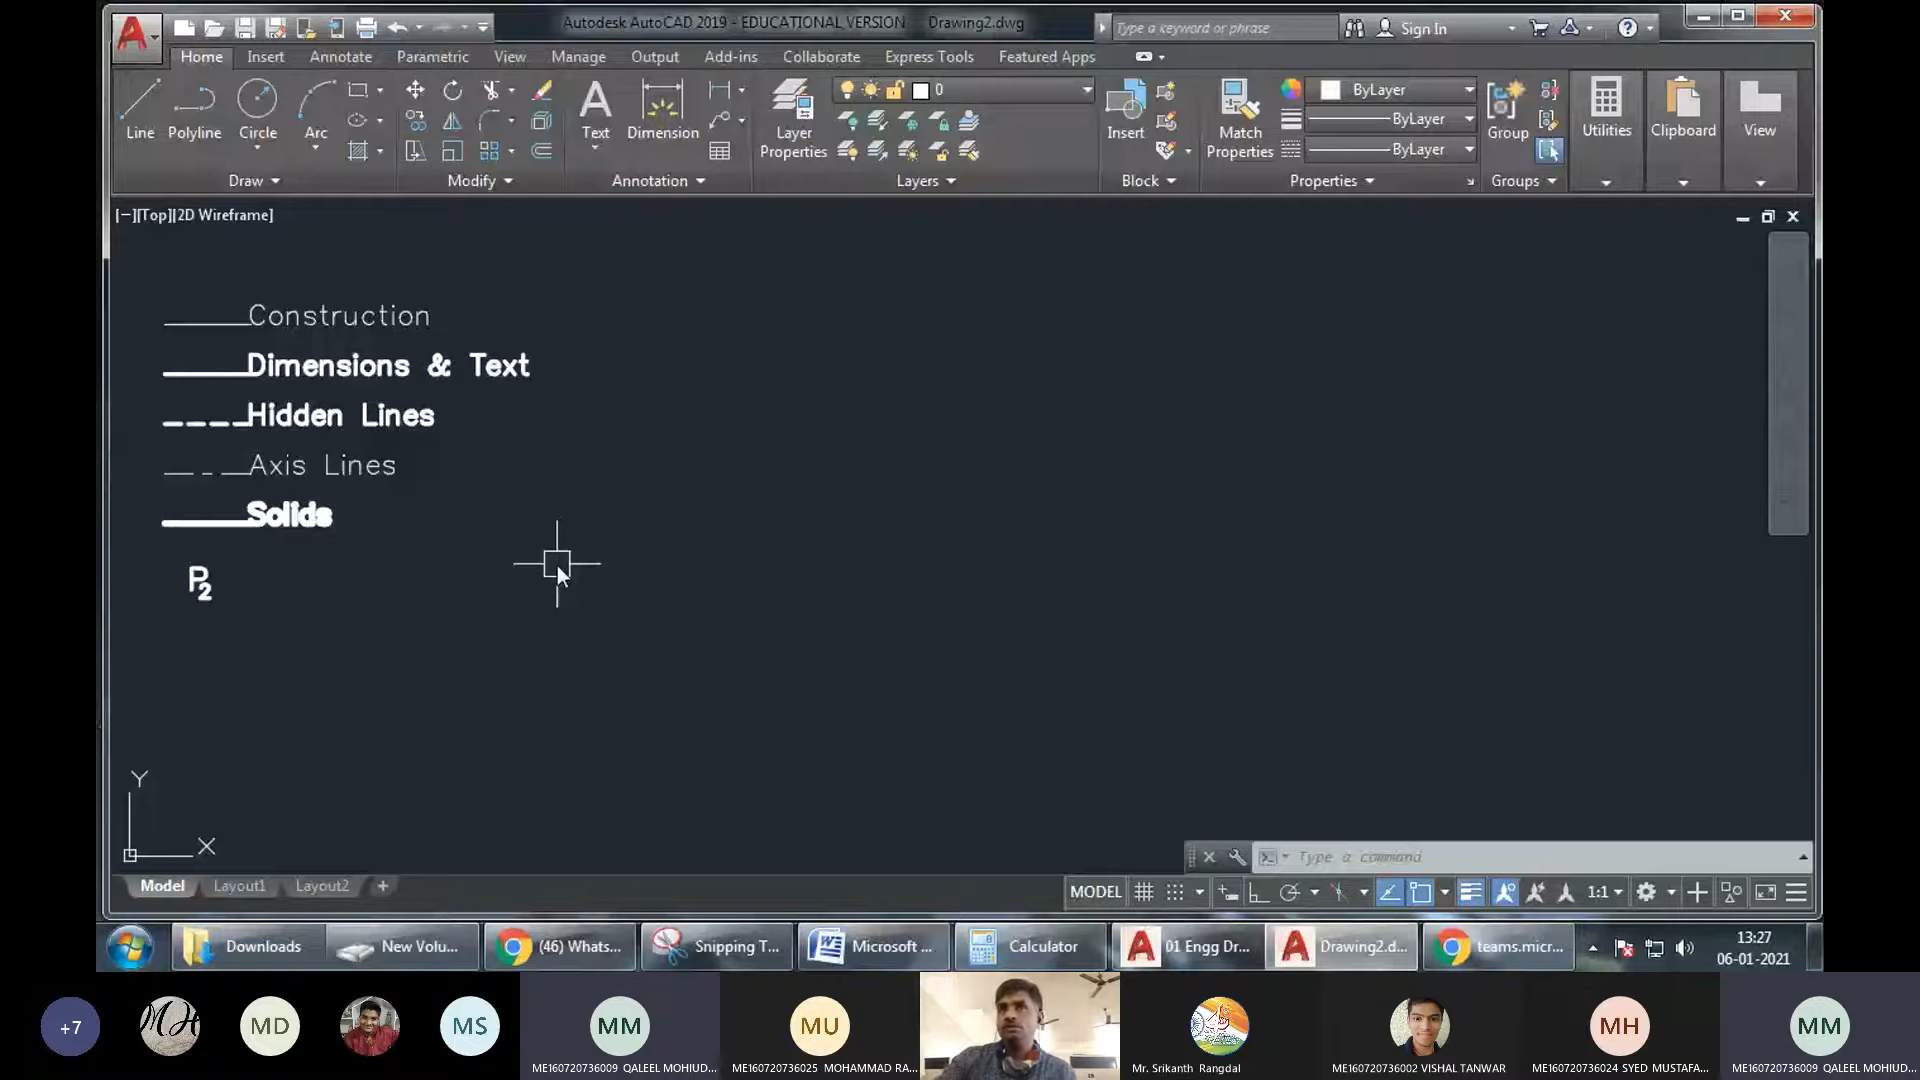 Autodesk AutoCAD 2019 - EDUCATIONAL VERSION Drawing2.dwg
Type a keyword or phrase
Sign In
Home Insert Annotate Parametric View Manage Output Add-ins Collaborate Express Tools Featured Apps
Line Polyline Circle Arc
Text Dimension
Layer Properties
0
Insert
Match Properties
ByLayer
ByLayer
ByLayer
Group
Utilities
Clipboard
View
Draw Modify Annotation Layers Block Properties Groups
[−][Top][2D Wireframe]
Construction
Dimensions & Text
Hidden Lines
Axis Lines
Solids
P2
Y
X
Type a command
Model Layout1 Layout2 +
MODEL 1:1
Downloads
New Volu...
(46) Whats...
Snipping T...
Microsoft ...
Calculator
01 Engg Dr...
Drawing2.d...
teams.micr...
13:27
06-01-2021
+7
MH
MD
MS
MM
ME160720736009 QALEEL MOHIUD...
MU
ME160720736025 MOHAMMAD RA...
Mr. Srikanth Rangdal
ME160720736002 VISHAL TANWAR
MH
ME160720736024 SYED MUSTAFA...
MM
ME160720736009 QALEEL MOHIUD...